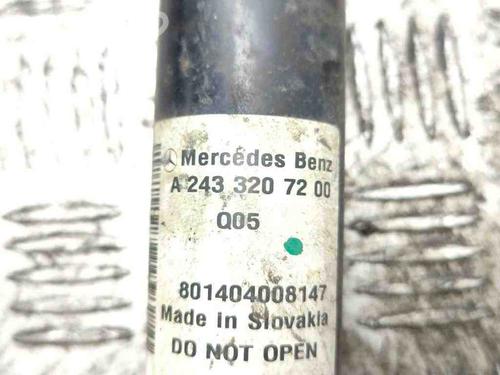 Mercedes Benz
A 243 320 72 00
Q05
801404008147
Made in Slovakia
DO NOT OPEN